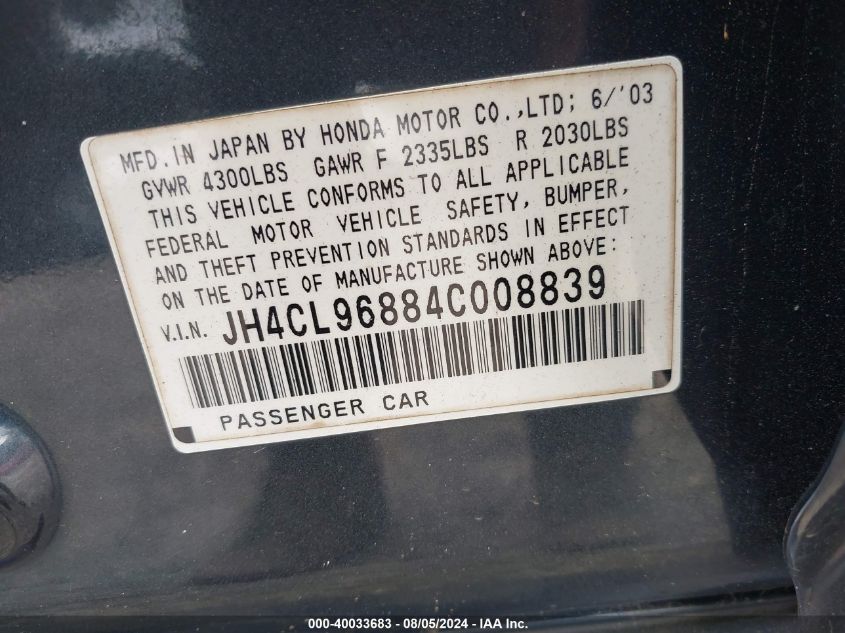 MFD.IN JAPAN BY HONDA MOTOR CO.,LTD; 6/'03
GVWR 4300LBS GAWR F 2335LBS R 2030LBS
THIS VEHICLE CONFORMS TO ALL APPLICABLE
FEDERAL MOTOR VEHICLE SAFETY, BUMPER,
AND THEFT PREVENTION STANDARDS IN EFFECT
ON THE DATE OF MANUFACTURE SHOWN ABOVE:
V.I.N. JH4CL96884C008839
PASSENGER CAR
000-40033683 - 08/05/2024 - IAA Inc.